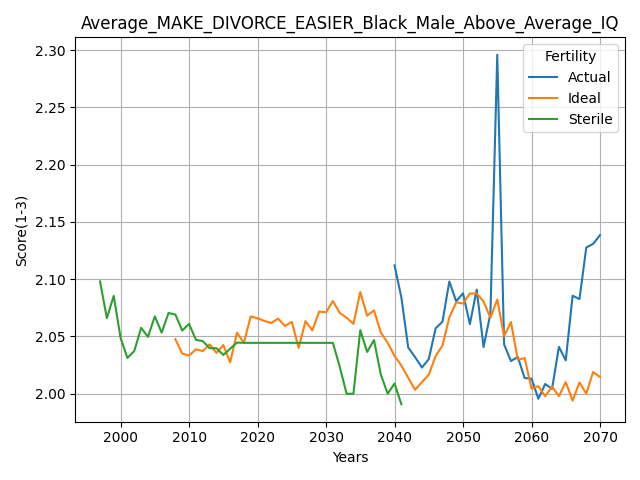 Average_MAKE_DIVORCE_EASIER_Black_Male_Above_Average_IQ
Fertility
Actual
Ideal
Sterile
Score(1-3)
2.30
2.25
2.20
2.15
2.10
2.05
2.00
2000 2010 2020 2030 2040 2050 2060 2070
Years